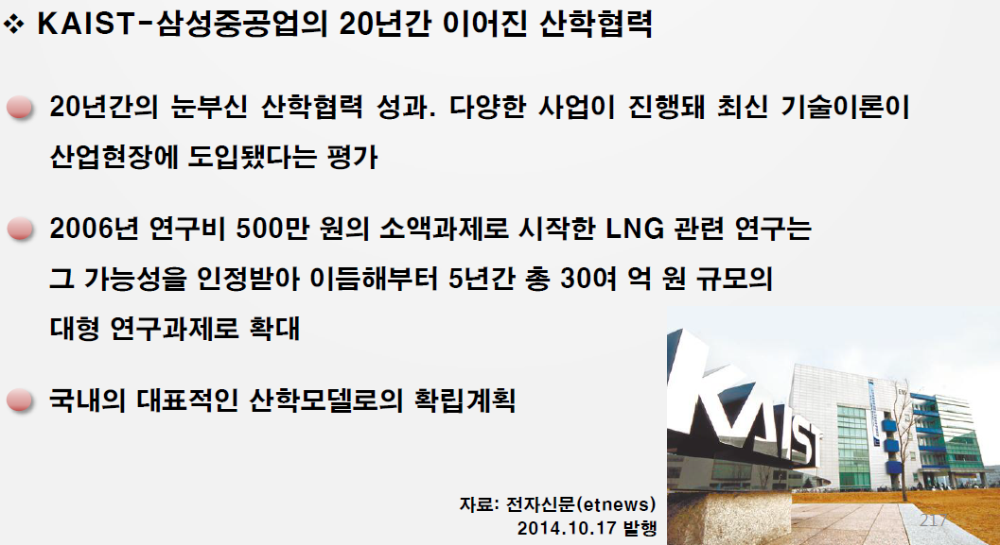 ❖ KAIST-삼성중공업의 20년간 이어진 산학협력
20년간의 눈부신 산학협력 성과. 다양한 사업이 진행돼 최신 기술이론이
산업현장에 도입됐다는 평가
2006년 연구비 500만 원의 소액과제로 시작한 LNG 관련 연구는
그 가능성을 인정받아 이듬해부터 5년간 총 30여 억 원 규모의
대형 연구과제로 확대
국내의 대표적인 산학모델로의 확립계획
KAIST
자료: 전자신문(etnews)
2014.10.17 발행
217